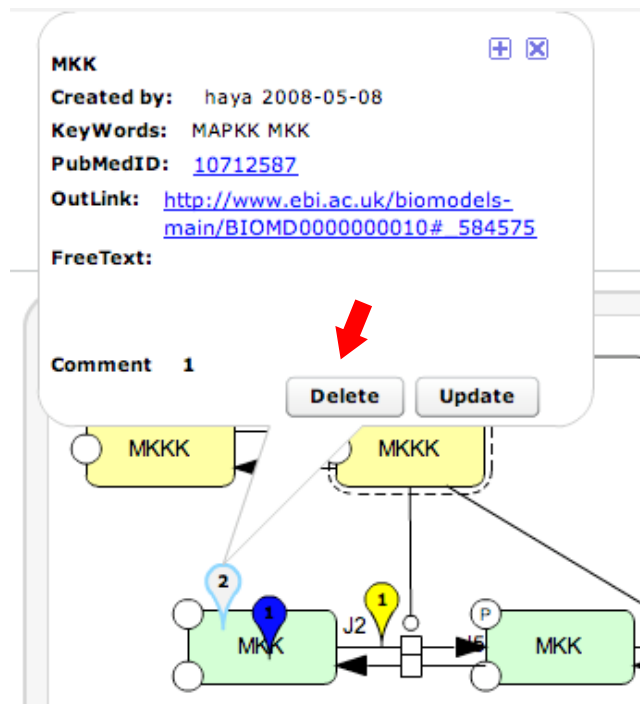 MKK
Created by: haya 2008-05-08
KeyWords: MAPKK MKK
PubMedID: 10712587
OutLink: http://www.ebi.ac.uk/biomodels-
main/BIOMD0000000010#_584575
FreeText:
Comment 1
Delete Update
MKKK MKKK
2
1 1
J2 P
MKK J5 MKK